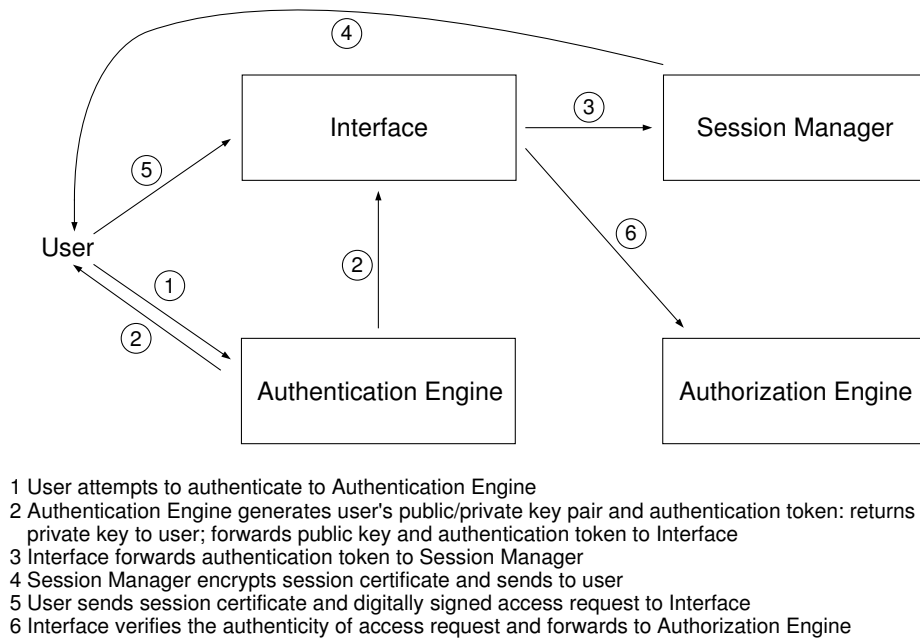 4
Interface
3
Session Manager
5
User
6
1
2
2
Authentication Engine
Authorization Engine
1 User attempts to authenticate to Authentication Engine
2 Authentication Engine generates user's public/private key pair and authentication token: returns
private key to user; forwards public key and authentication token to Interface
3 Interface forwards authentication token to Session Manager
4 Session Manager encrypts session certificate and sends to user
5 User sends session certificate and digitally signed access request to Interface
6 Interface verifies the authenticity of access request and forwards to Authorization Engine